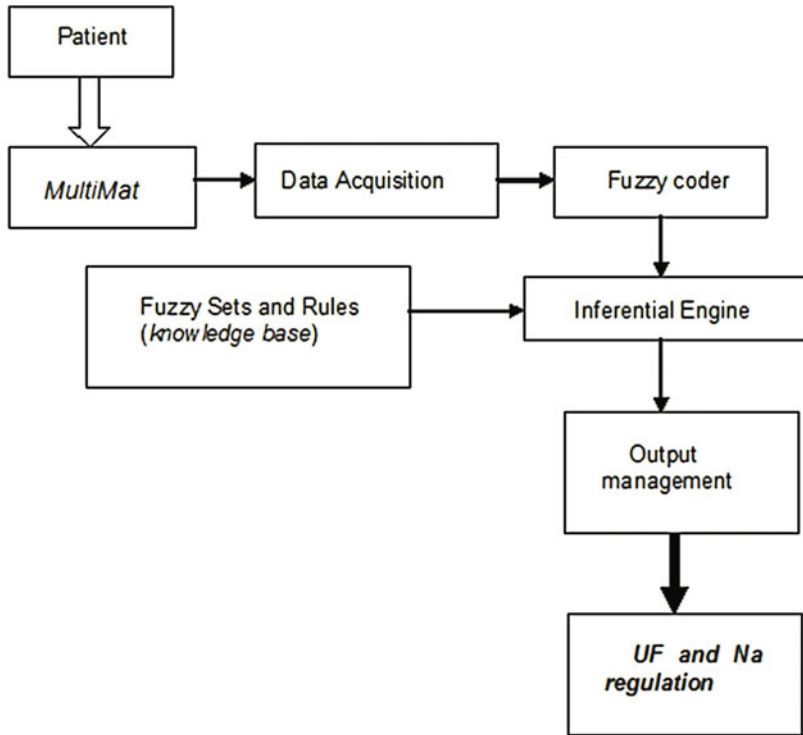 Patient
MultiMat
Data Acquisition
Fuzzy coder
Fuzzy Sets and Rules
(knowledge base)
Inferential Engine
Output
management
UF and Na
regulation